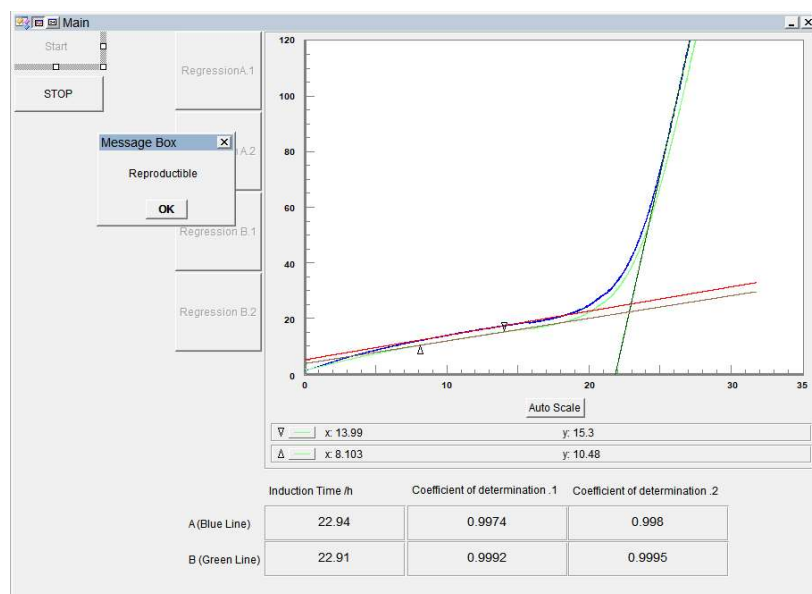 Main
Start
STOP
RegressionA.1
A.2
Regression B.1
Regression B.2
Message Box
Reproductible
OK
120
100
80
60
40
20
0
0 10 20 30 35
Auto Scale
x: 13.99 y: 15.3
x: 8.103 y: 10.48
Induction Time /h Coefficient of determination .1 Coefficient of determination .2
A (Blue Line) 22.94 0.9974 0.998
B (Green Line) 22.91 0.9992 0.9995